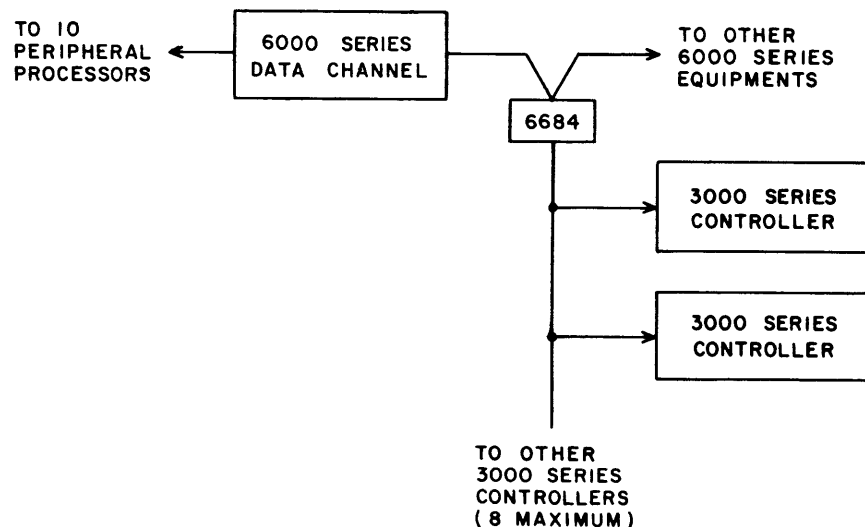 TO 10
PERIPHERAL
PROCESSORS
6000 SERIES
DATA CHANNEL
TO OTHER
6000 SERIES
EQUIPMENTS
6684
3000 SERIES
CONTROLLER
3000 SERIES
CONTROLLER
TO OTHER
3000 SERIES
CONTROLLERS
(8 MAXIMUM)